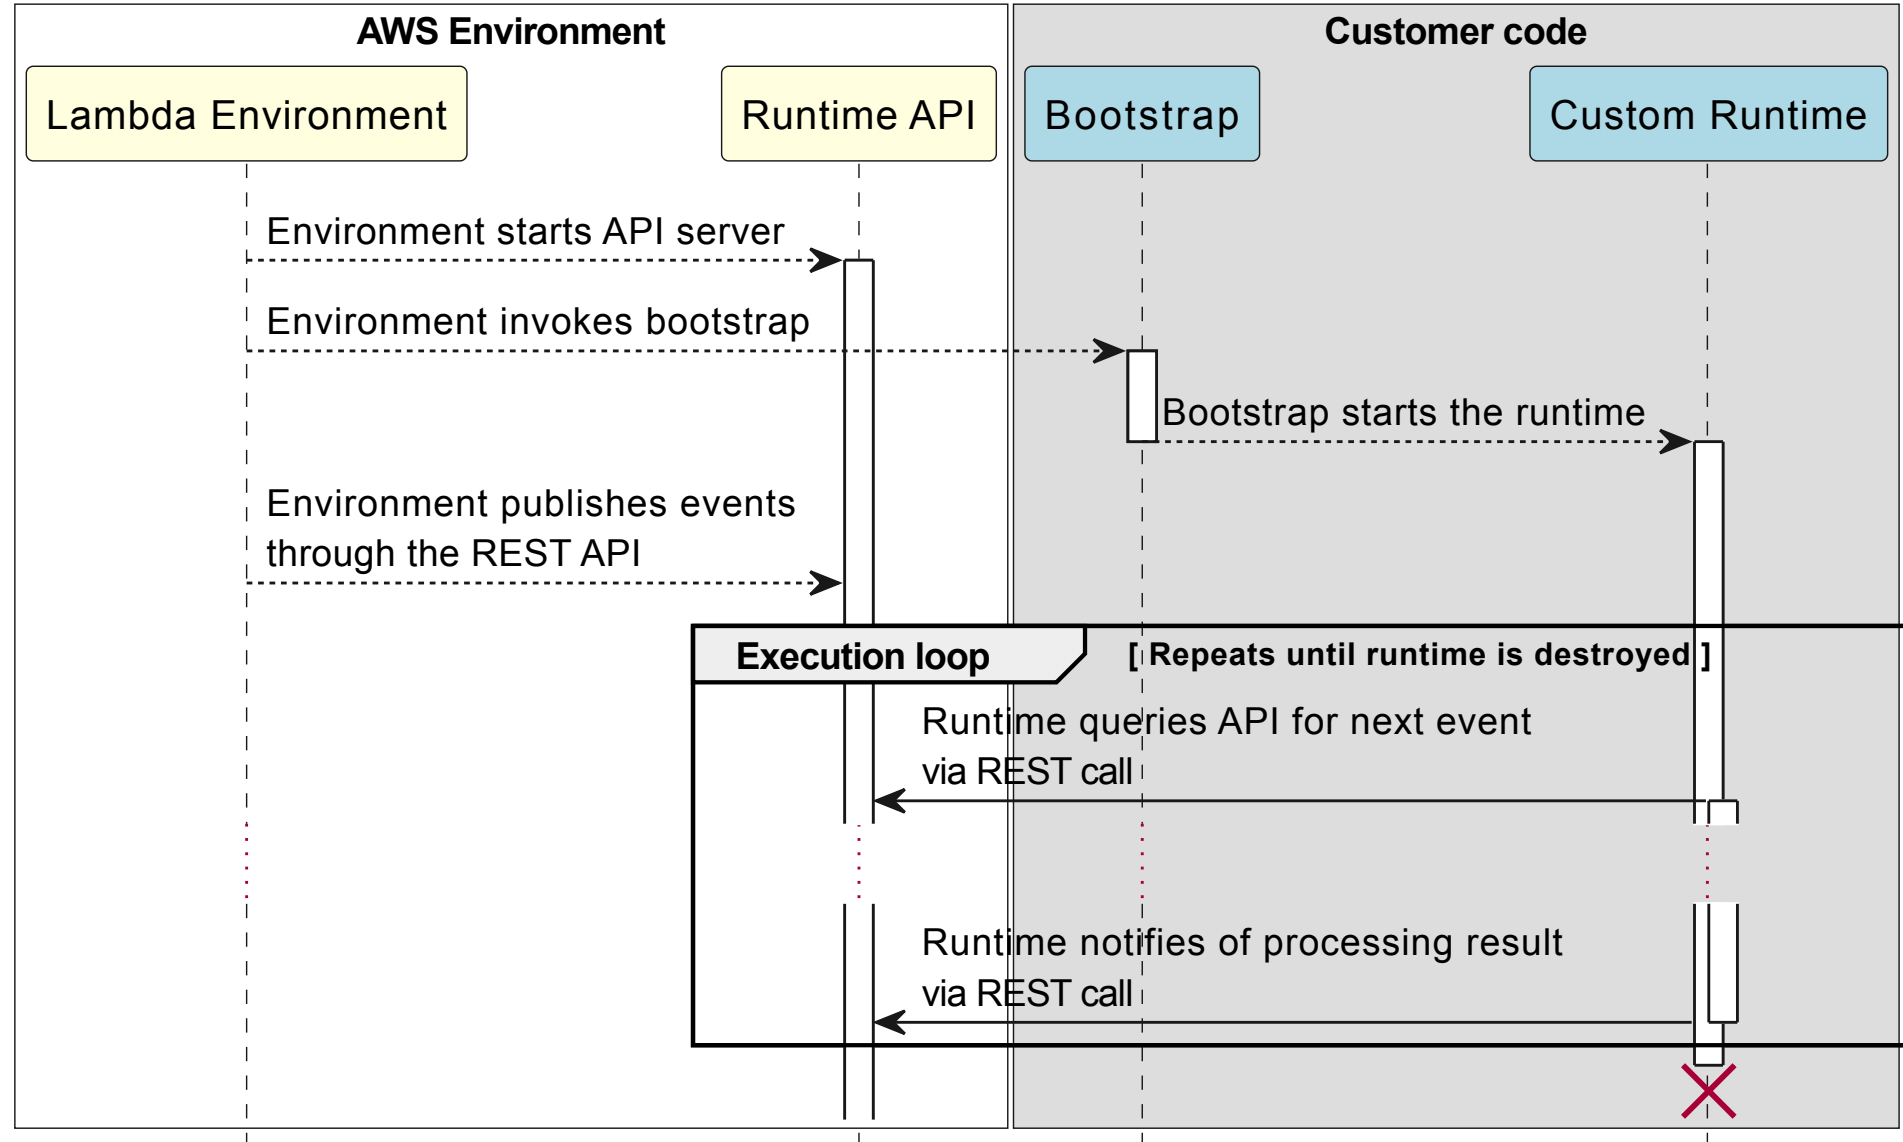 AWS Environment
Customer code
Lambda Environment
Runtime API
Bootstrap
Custom Runtime
Environment starts API server
Environment invokes bootstrap
Bootstrap starts the runtime
Environment publishes events
through the REST API
Execution loop
[ Repeats until runtime is destroyed ]
Runtime queries API for next event
via REST call
Runtime notifies of processing result
via REST call